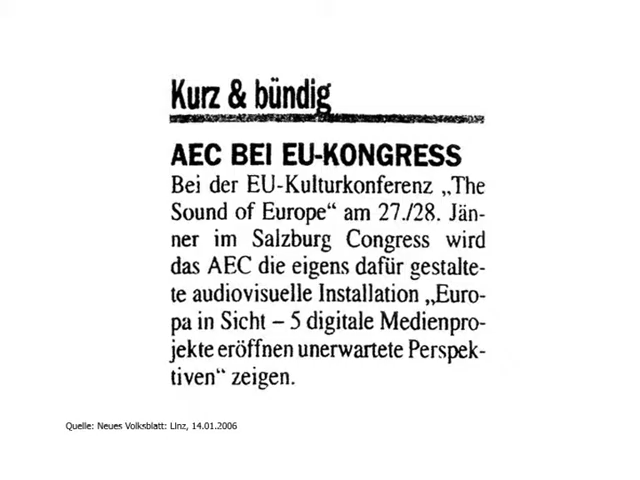 Kurz & bündig
AEC BEI EU-KONGRESS
Bei der EU-Kulturkonferenz „The
Sound of Europe“ am 27./28. Jän-
ner im Salzburg Congress wird
das AEC die eigens dafür gestalte-
te audiovisuelle Installation „Euro-
pa in Sicht – 5 digitale Medienpro-
jekte eröffnen unerwartete Perspek-
tiven“ zeigen.
Quelle: Neues Volksblatt: Linz, 14.01.2006